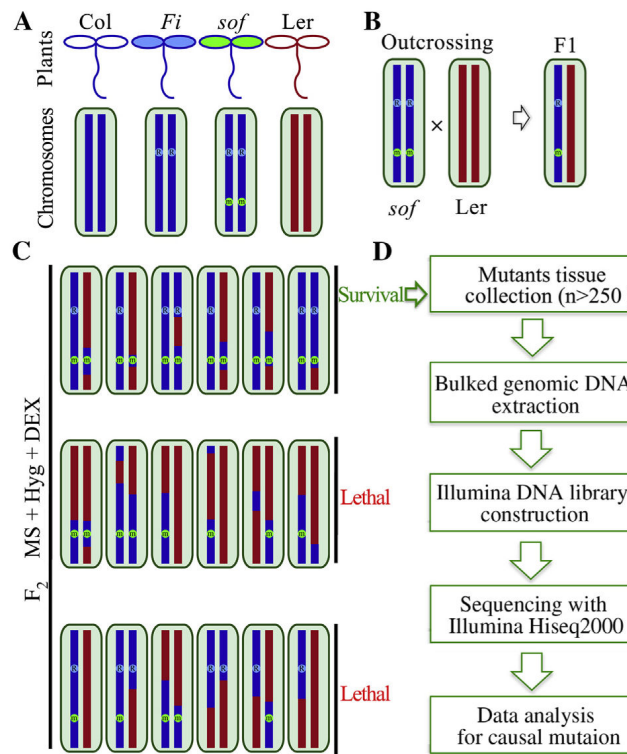 A
Col
Fi
sof
Ler
Plants
Chromosomes
R R
R R
m m
B
Outcrossing
F1
R R
m m
×
R
m
sof
Ler
C
F2
MS + Hyg + DEX
R
R
R R
R
R
R R
m m
m m
m m
m m
m m
m m
Survival
m m
m m
m
m
m
m
Lethal
R
R R
R R
R
R R
m
m m
m
Lethal
D
Mutants tissue
collection (n>250
Bulked genomic DNA
extraction
Illumina DNA library
construction
Sequencing with
Illumina Hiseq2000
Data analysis
for causal mutaion